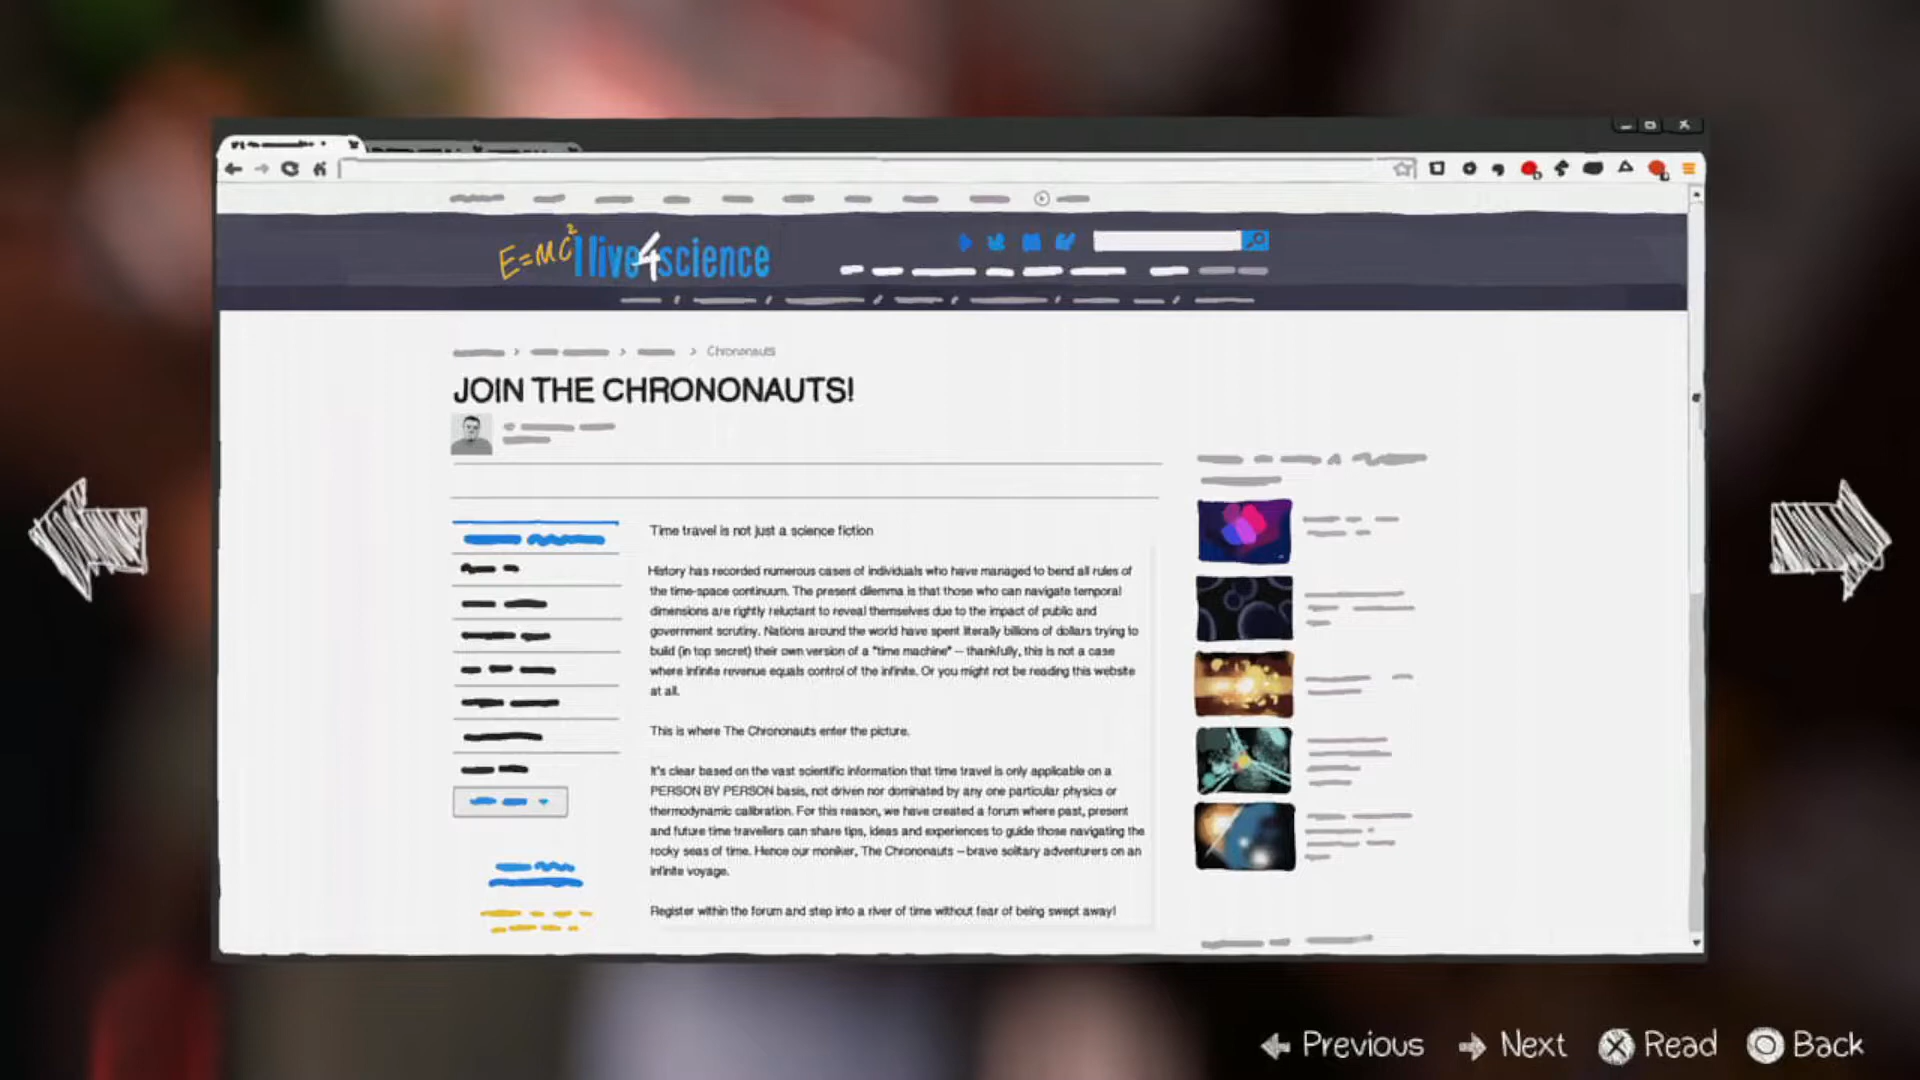 E=MC²
live4science
Chrononauts
JOIN THE CHRONONAUTS!
Time travel is not just a science fiction
History has recorded numerous cases of individuals who have managed to bend all rules of
the time-space continuum. The present dilemma is that those who can navigate temporal
dimensions are rightly reluctant to reveal themselves due to the impact of public and
government scrutiny. Nations around the world have spent literally billions of dollars trying to
build (in top secret) their own version of a "time machine" – thankfully, this is not a case
where infinite revenue equals control of the infinite. Or you might not be reading this website
at all.
This is where The Chrononauts enter the picture.
It's clear based on the vast scientific information that time travel is only applicable on a
PERSON BY PERSON basis, not driven nor dominated by any one particular physics or
thermodynamic calibration. For this reason, we have created a forum where past, present
and future time travellers can share tips, ideas and experiences to guide those navigating the
rocky seas of time. Hence our moniker, The Chrononauts – brave solitary adventurers on an
infinite voyage.
Register within the forum and step into a river of time without fear of being swept away!
Previous Next Read Back